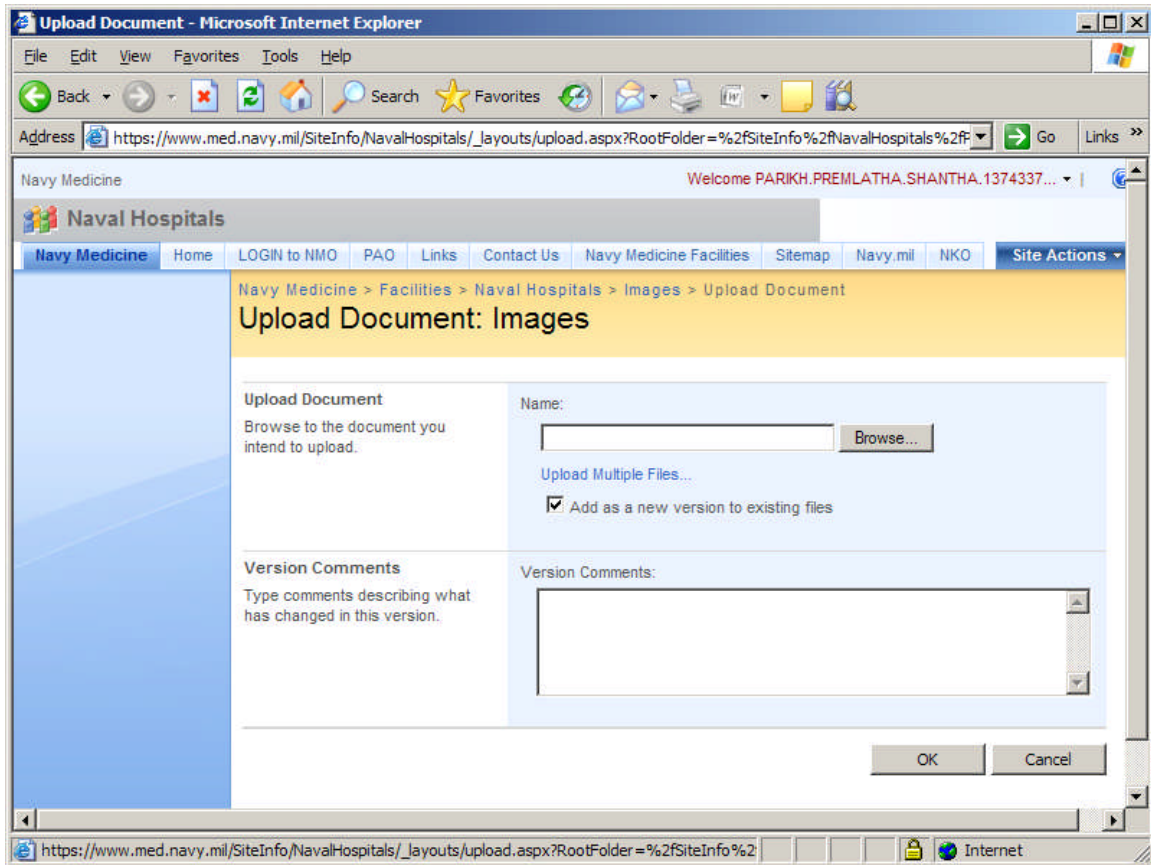 Upload Document - Microsoft Internet Explorer
File Edit View Favorites Tools Help
Back Search Favorites
Address https://www.med.navy.mil/SiteInfo/NavalHospitals/_layouts/upload.aspx?RootFolder=%2fSiteInfo%2fNavalHospitals%2fF Go Links »
Navy Medicine Welcome PARIKH.PREMLATHA.SHANTHA.1374337... |
Naval Hospitals
Navy Medicine Home LOGIN to NMO PAO Links Contact Us Navy Medicine Facilities Sitemap Navy.mil NKO Site Actions
Navy Medicine > Facilities > Naval Hospitals > Images > Upload Document
Upload Document: Images
Upload Document
Browse to the document you
intend to upload.
Name:
Browse...
Upload Multiple Files...
Add as a new version to existing files
Version Comments
Type comments describing what
has changed in this version.
Version Comments:
OK Cancel
https://www.med.navy.mil/SiteInfo/NavalHospitals/_layouts/upload.aspx?RootFolder=%2fSiteInfo%2 Internet